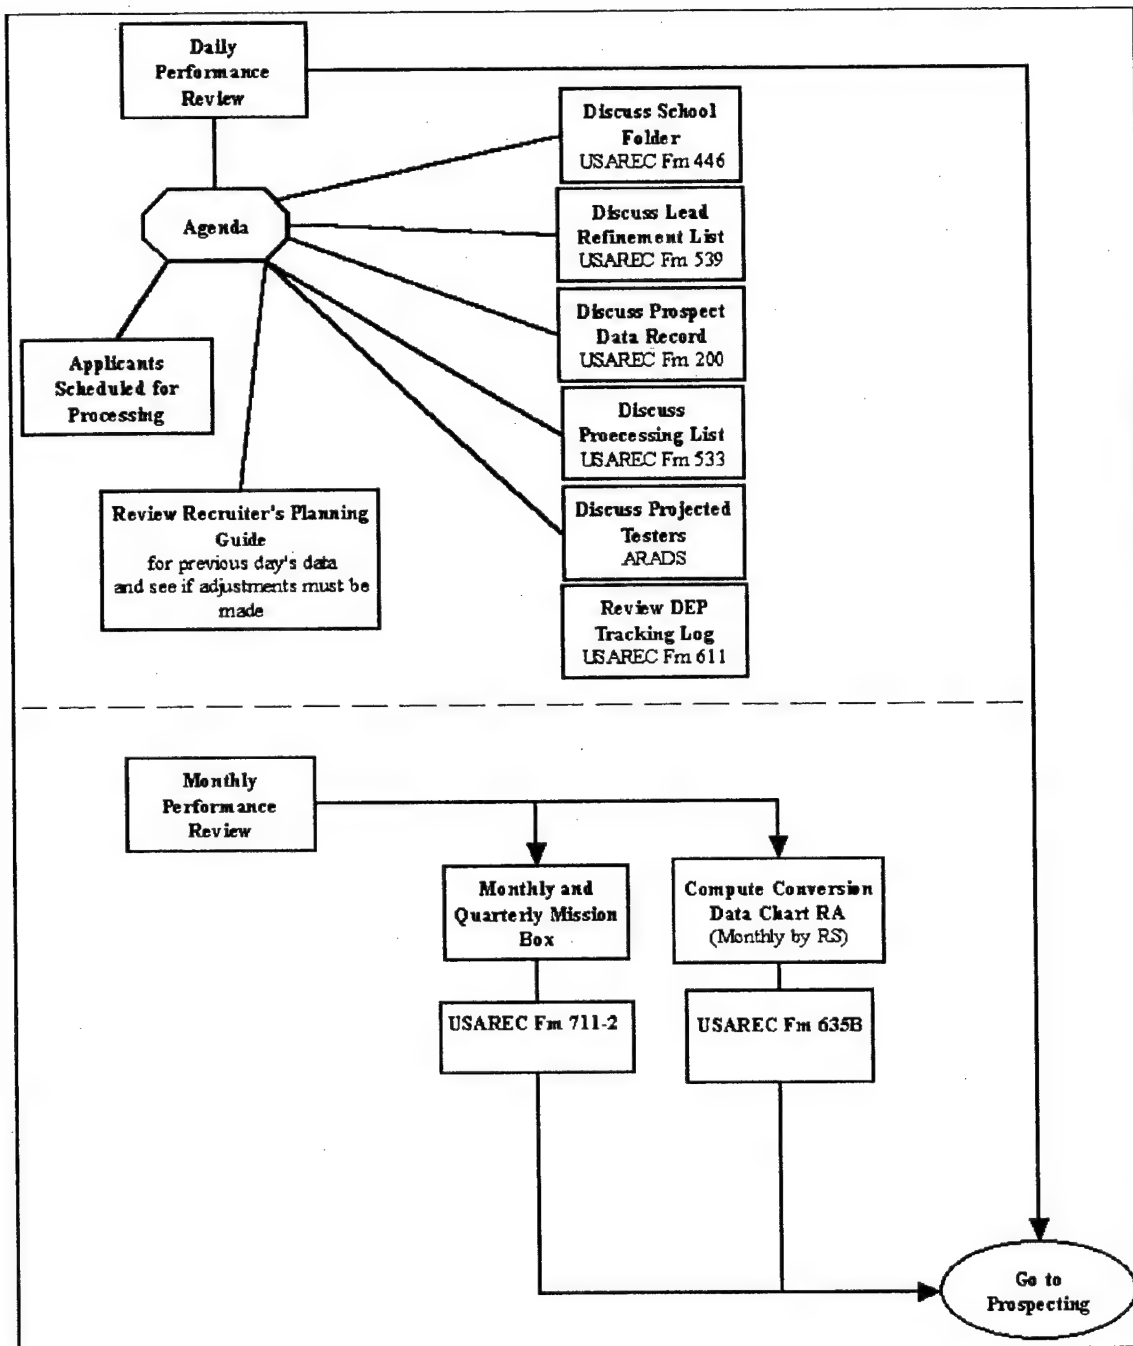 Daily
Performance
Review
Discuss School
Folder
USAREC Fm 446
Agenda
Discuss Lead
Refinement List
USAREC Fm 539
Discuss Prospect
Data Record
USAREC Fm 200
Applicants
Scheduled for
Processing
Discuss
Proecessing List
USAREC Fm 533
Review Recruiter's Planning
Guide
for previous day's data
and see if adjustments must be
made
Discuss Projected
Testers
ARADS
Review DEP
Tracking Log
USAREC Fm 611
Monthly
Performance
Review
Monthly and
Quarterly Mission
Box
Compute Conversion
Data Chart RA
(Monthly by RS)
USAREC Fm 711-2
USAREC Fm 635B
Go to
Prospecting